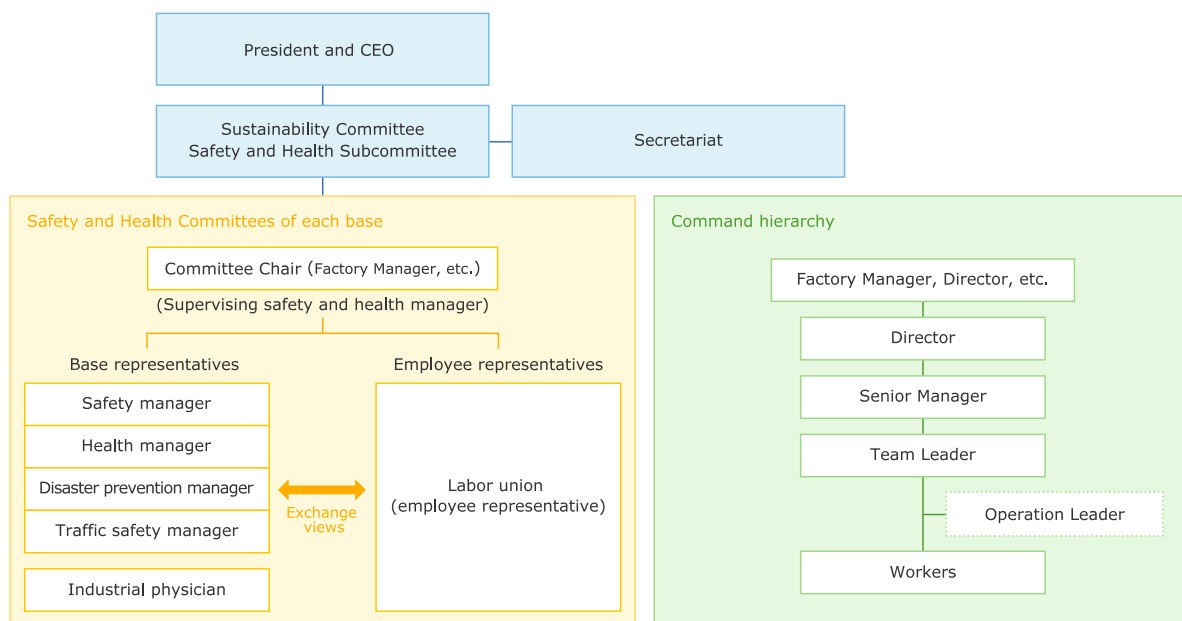 President and CEO
Sustainability Committee
Safety and Health Subcommittee
Secretariat
Safety and Health Committees of each base
Committee Chair (Factory Manager, etc.)
(Supervising safety and health manager)
Base representatives
Employee representatives
Safety manager
Health manager
Disaster prevention manager
Traffic safety manager
Industrial physician
Exchange
views
Labor union
(employee representative)
Command hierarchy
Factory Manager, Director, etc.
Director
Senior Manager
Team Leader
Operation Leader
Workers